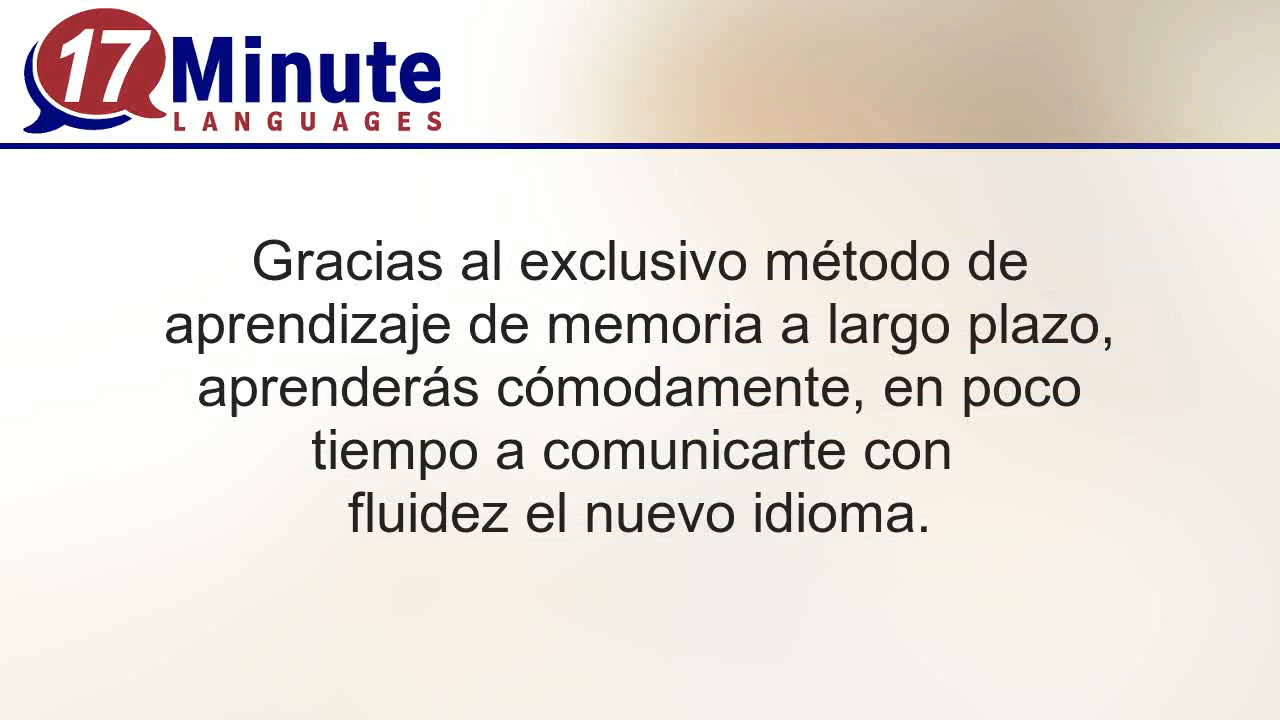 17 Minute
LANGUAGES
Gracias al exclusivo método de
aprendizaje de memoria a largo plazo,
aprenderás cómodamente, en poco
tiempo a comunicarte con
fluidez el nuevo idioma.